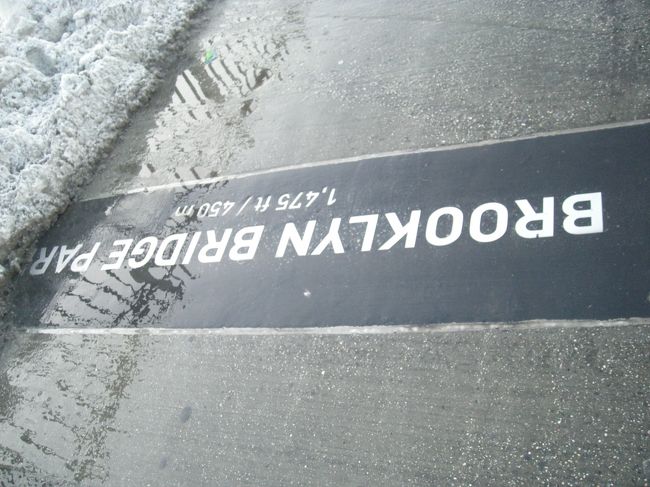 BROOKLYN BRIDGE PAR
1,475 ft / 450 m